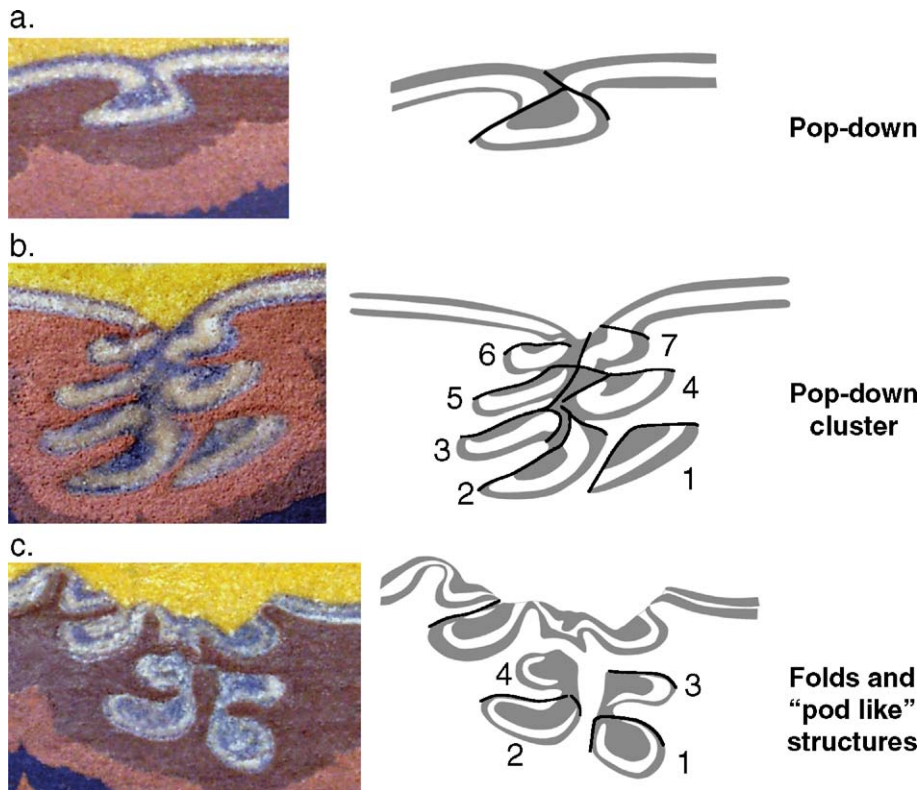 a.
Pop-down
b.
6
7
5
4
3
2
1
Pop-down
cluster
c.
4
3
2
1
Folds and
“pod like”
structures